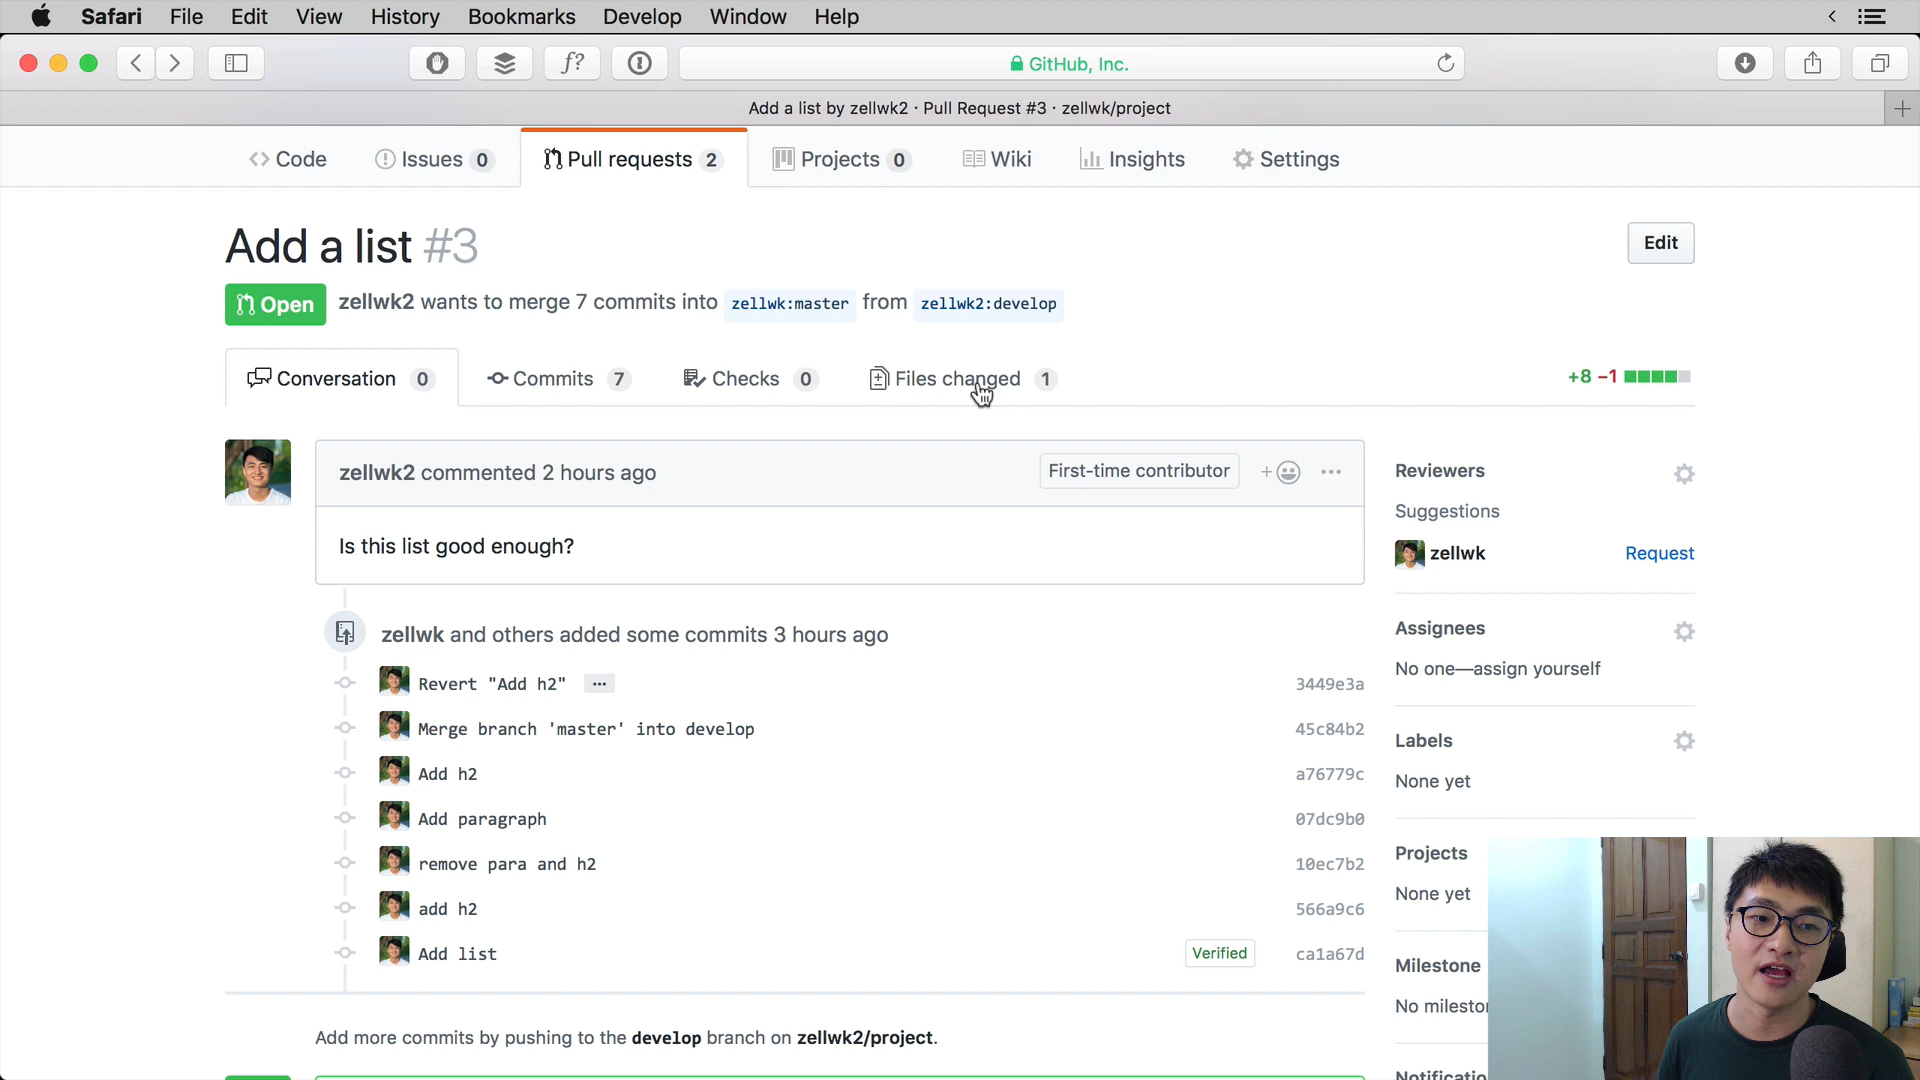 Safari File Edit View History Bookmarks Develop Window Help
f? GitHub, Inc.
Add a list by zellwk2 · Pull Request #3 · zellwk/project
Code Issues 0 Pull requests 2 Projects 0 Wiki Insights Settings
Add a list #3 Edit
Open zellwk2 wants to merge 7 commits into zellwk:master from zellwk2:develop
Conversation 0 Commits 7 Checks 0 Files changed 1 +8 −1
zellwk2 commented 2 hours ago First-time contributor
Is this list good enough?
zellwk and others added some commits 3 hours ago
Revert "Add h2" 3449e3a
Merge branch 'master' into develop 45c84b2
Add h2 a76779c
Add paragraph 07dc9b0
remove para and h2 10ec7b2
add h2 566a9c6
Add list Verified ca1a67d
Add more commits by pushing to the develop branch on zellwk2/project.
Reviewers
Suggestions
zellwk Request
Assignees
No one—assign yourself
Labels
None yet
Projects
None yet
Milestone
No milesto
Notificatio